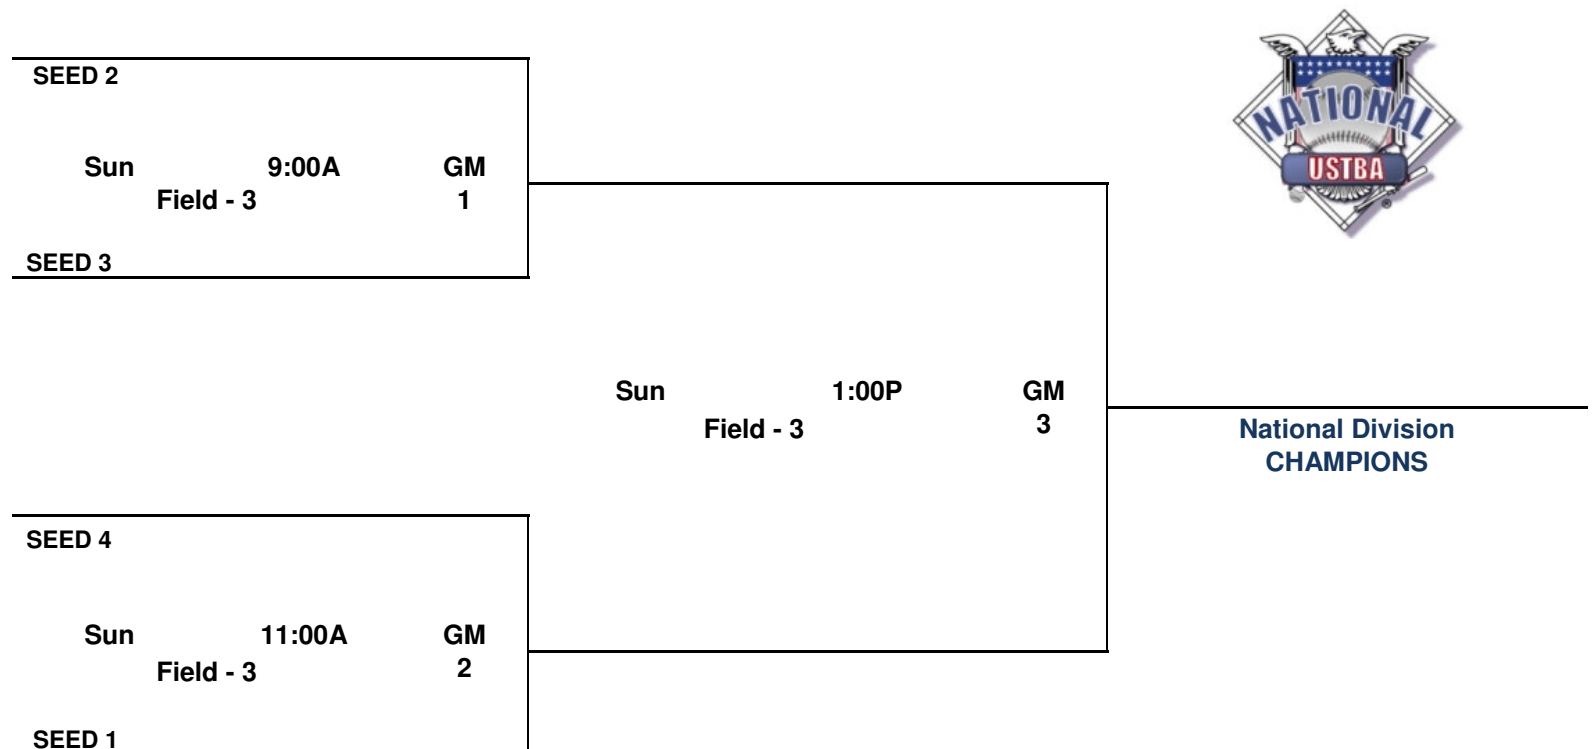 SEED 2
Sun 9:00A GM
Field - 3 1
SEED 3
NATIONAL
USTBA
®
Sun 1:00P GM
Field - 3 3
National Division
CHAMPIONS
SEED 4
Sun 11:00A GM
Field - 3 2
SEED 1